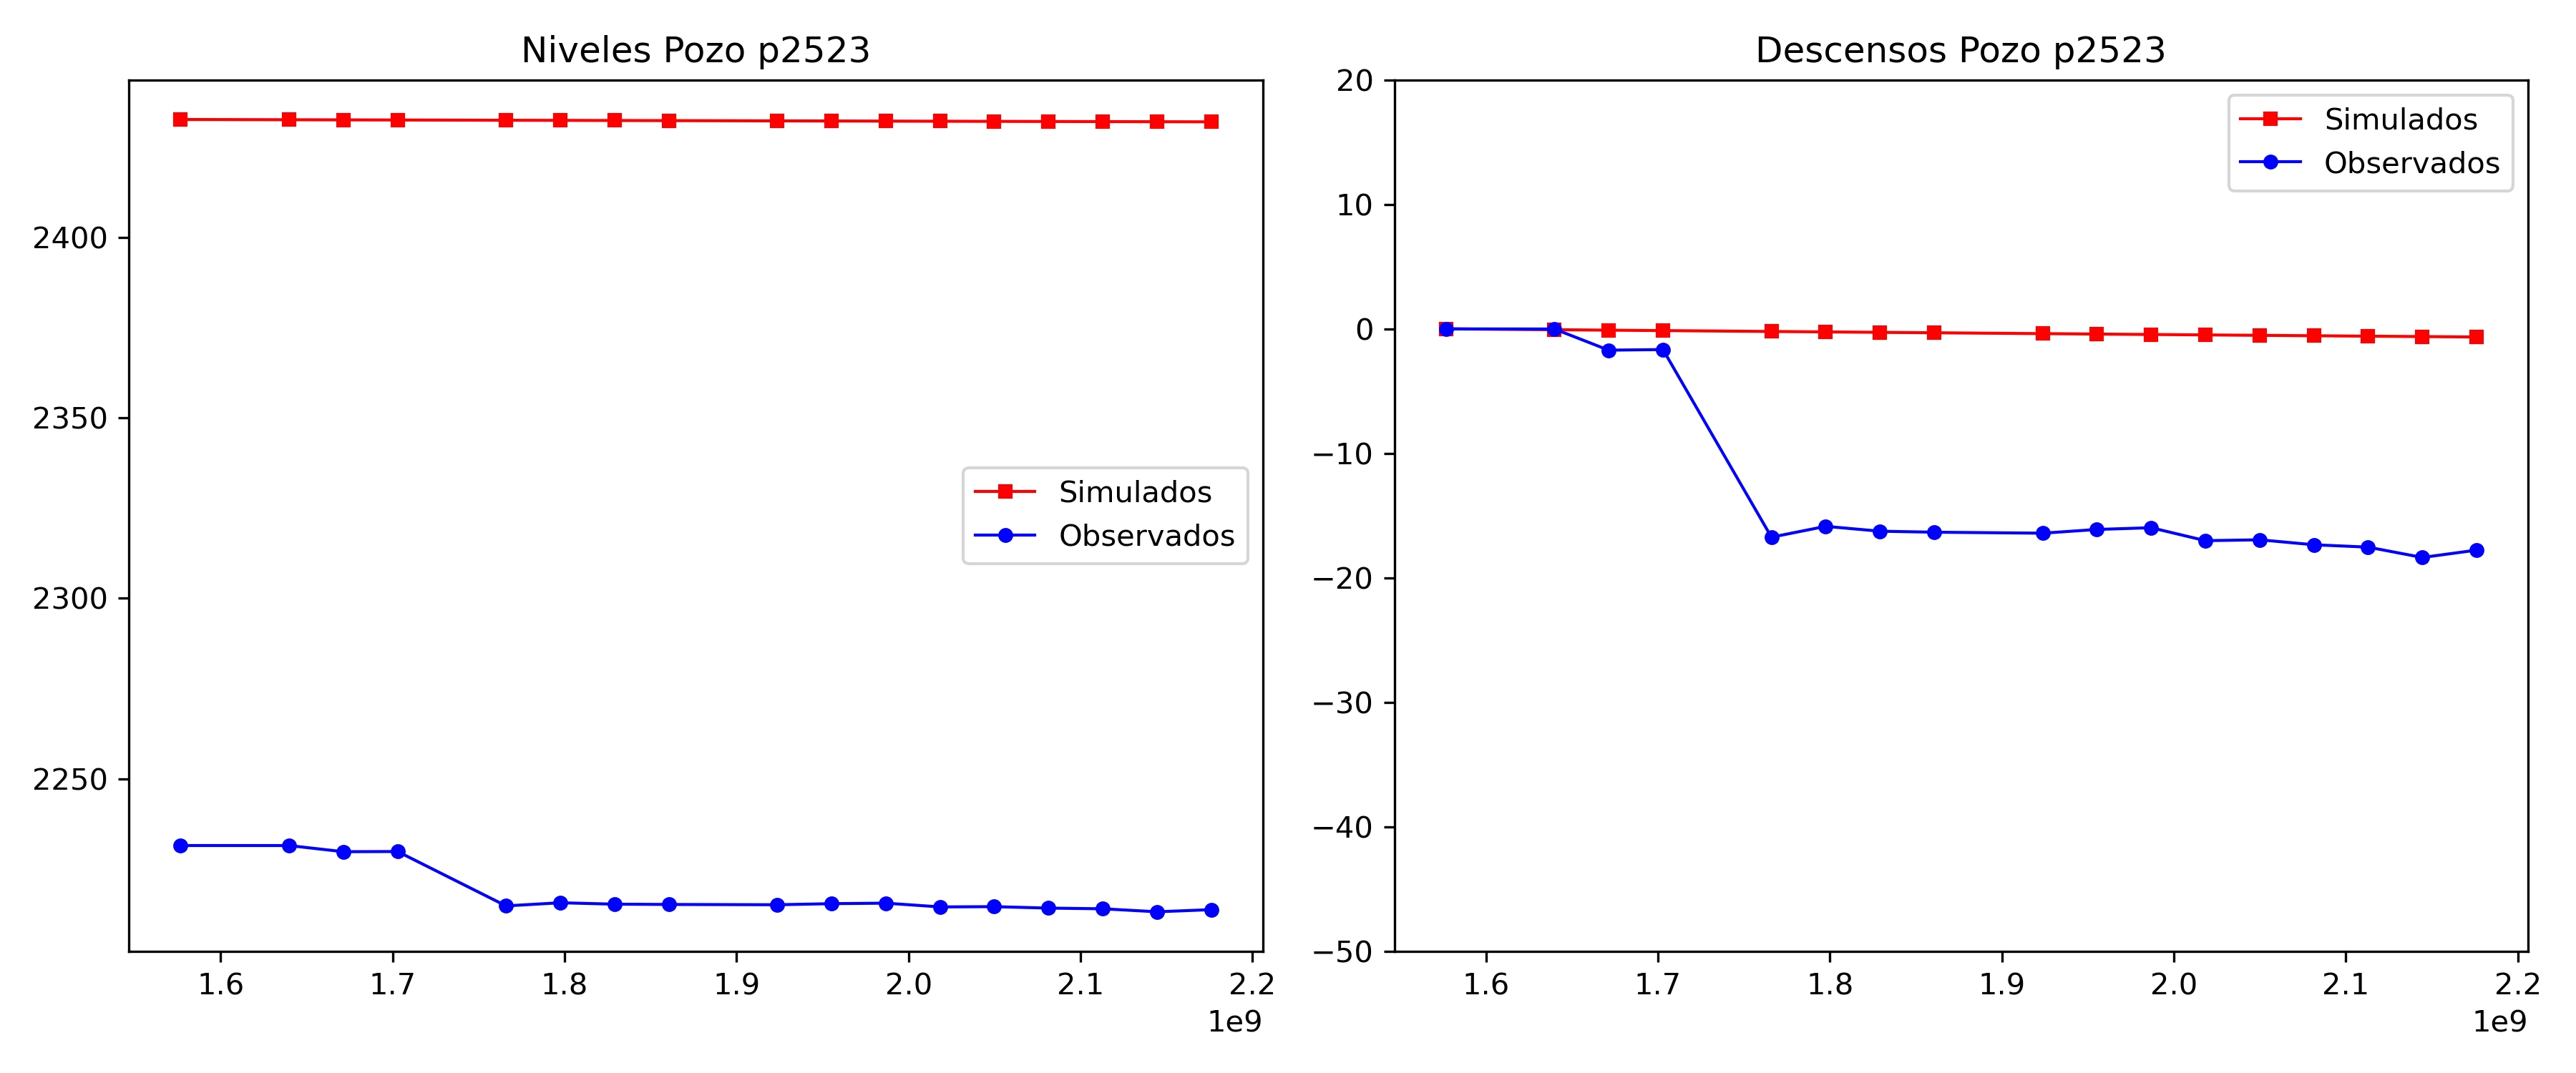 Niveles Pozo p2523
2400
2350
2300
2250
Simulados
Observados
1.6 1.7 1.8 1.9 2.0 2.1 2.2
1e9
Descensos Pozo p2523
20
10
0
−10
−20
−30
−40
−50
Simulados
Observados
1.6 1.7 1.8 1.9 2.0 2.1 2.2
1e9